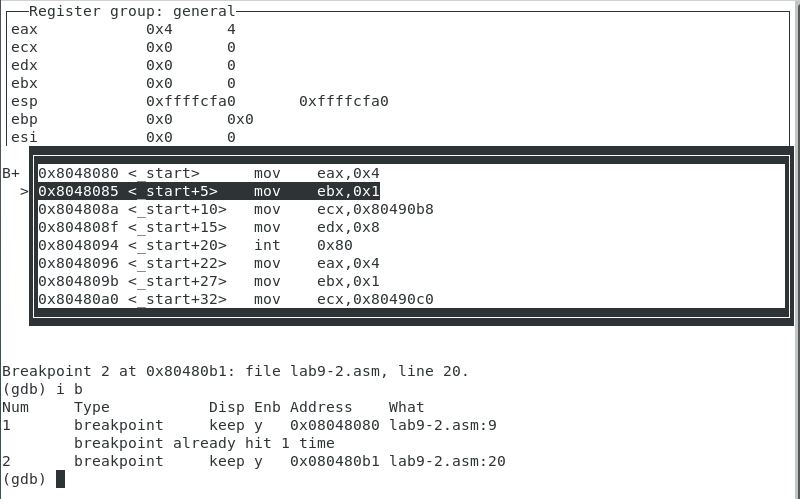 Register group: general
eax 0x4 4
ecx 0x0 0
edx 0x0 0
ebx 0x0 0
esp 0xffffcfa0 0xffffcfa0
ebp 0x0 0x0
esi 0x0 0
B+ 0x8048080 <_start> mov eax,0x4
> 0x8048085 <_start+5> mov ebx,0x1
0x804808a <_start+10> mov ecx,0x80490b8
0x804808f <_start+15> mov edx,0x8
0x8048094 <_start+20> int 0x80
0x8048096 <_start+22> mov eax,0x4
0x804809b <_start+27> mov ebx,0x1
0x80480a0 <_start+32> mov ecx,0x80490c0
Breakpoint 2 at 0x80480b1: file lab9-2.asm, line 20.
(gdb) i b
Num Type Disp Enb Address What
1 breakpoint keep y 0x08048080 lab9-2.asm:9
breakpoint already hit 1 time
2 breakpoint keep y 0x080480b1 lab9-2.asm:20
(gdb)